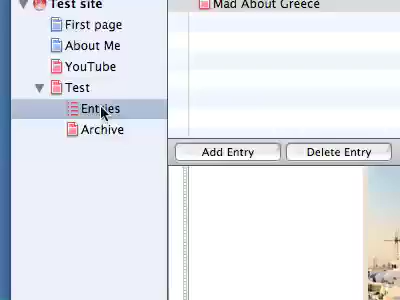 Test site
First page
About Me
YouTube
Test
Entries
Archive
Mad About Greece
Add Entry
Delete Entry